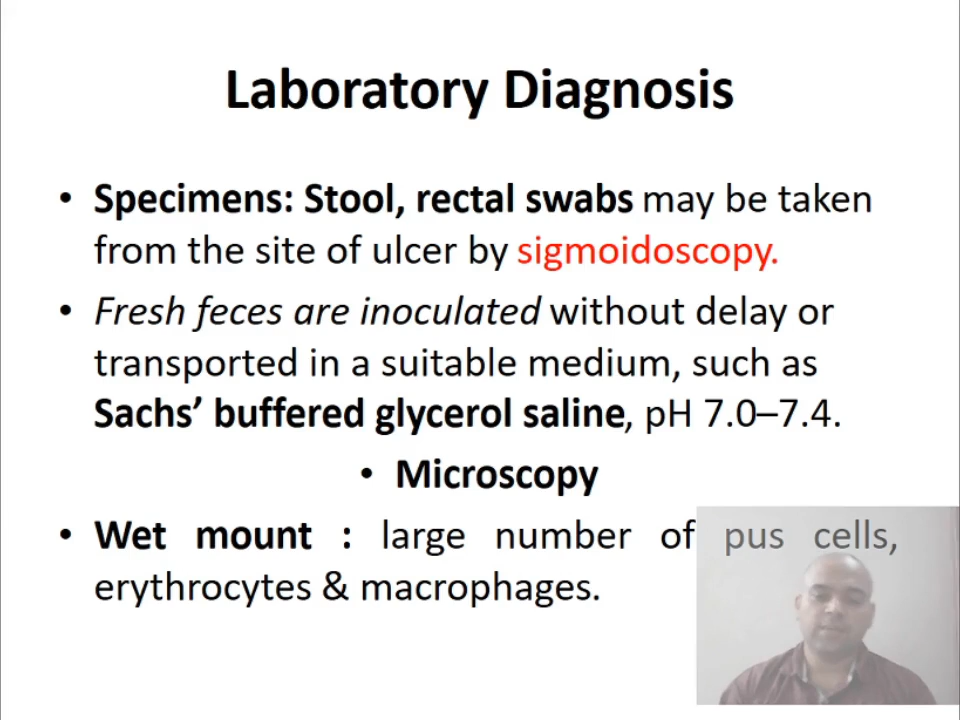 Laboratory Diagnosis
• Specimens: Stool, rectal swabs may be taken
from the site of ulcer by sigmoidoscopy.
• Fresh feces are inoculated without delay or
transported in a suitable medium, such as
Sachs’ buffered glycerol saline, pH 7.0–7.4.
• Microscopy
• Wet mount : large number of pus cells,
erythrocytes & macrophages.